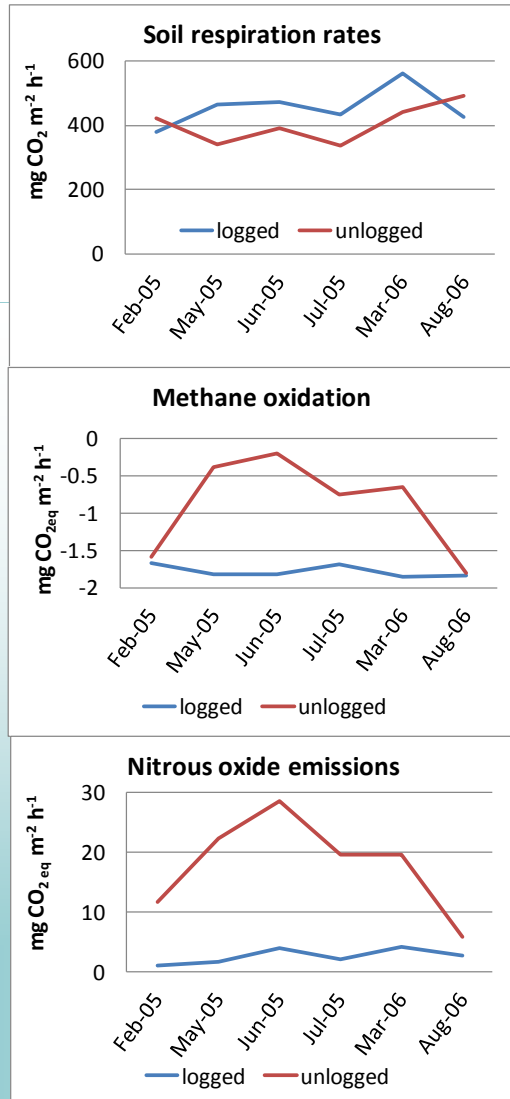 Soil respiration rates
mg CO₂ m⁻² h⁻¹
600
400
200
0
logged unlogged
Feb-05 May-05 Jun-05 Jul-05 Mar-06 Aug-06
Methane oxidation
mg CO₂eq m⁻² h⁻¹
0
-0.5
-1
-1.5
-2
Feb-05 May-05 Jun-05 Jul-05 Mar-06 Aug-06
logged unlogged
Nitrous oxide emissions
mg CO₂ eq m⁻² h⁻¹
30
20
10
0
Feb-05 May-05 Jun-05 Jul-05 Mar-06 Aug-06
logged unlogged